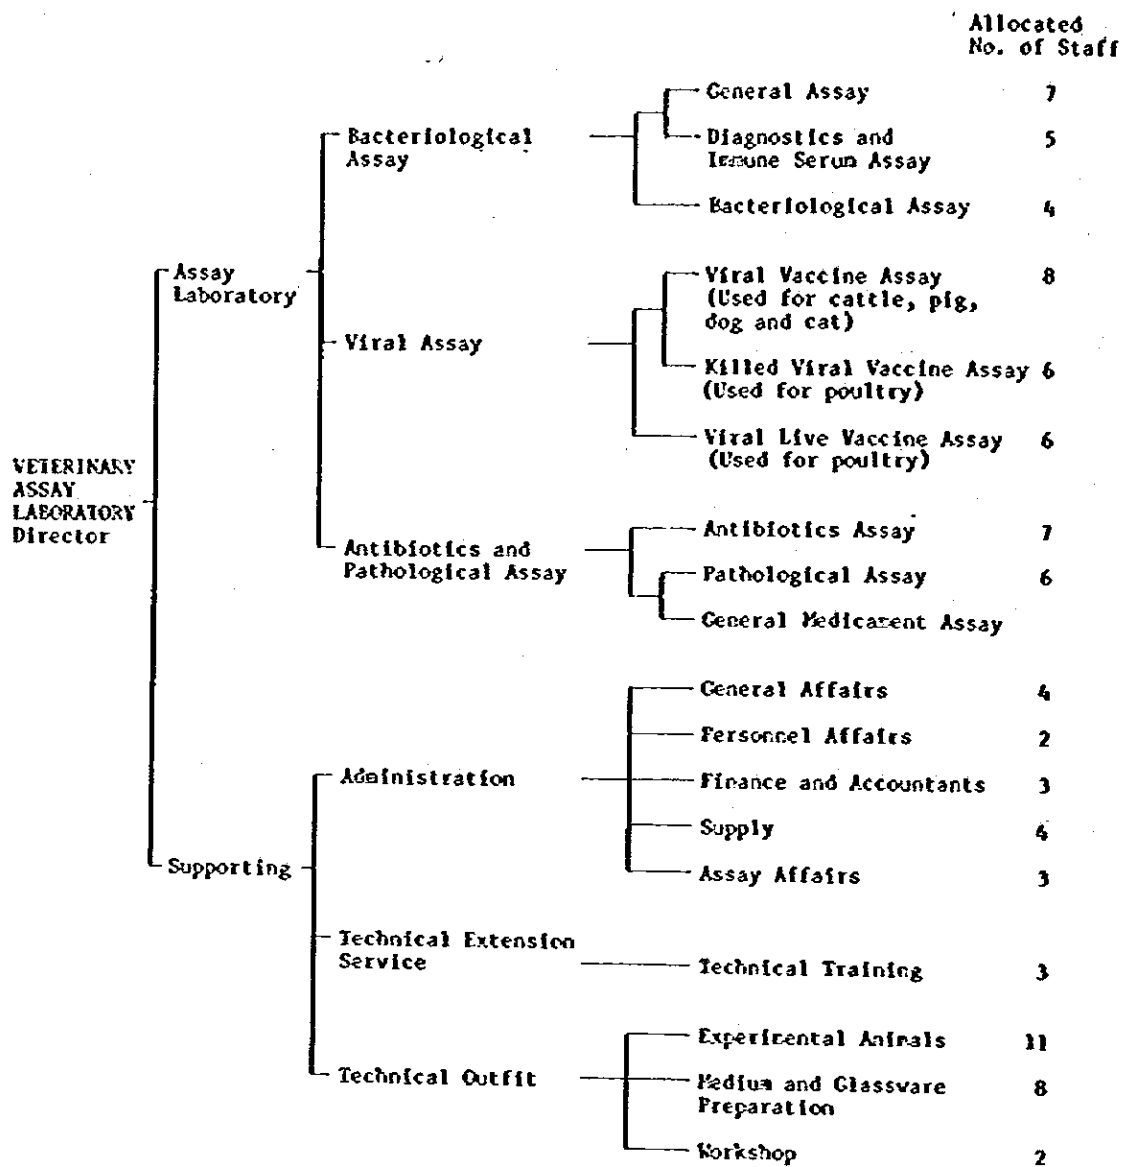 Allocated
No. of Staff
General Assay 7
Bacteriological
Assay
Diagnostics and 5
Immune Serum Assay
Bacteriological Assay 4
Assay
Laboratory
Viral Vaccine Assay 8
(Used for cattle, pig,
dog and cat)
Viral Assay
Killed Viral Vaccine Assay 6
(Used for poultry)
Viral Live Vaccine Assay 6
(Used for poultry)
VETERINARY
ASSAY
LABORATORY
Director
Antibiotics and
Pathological Assay
Antibiotics Assay 7
Pathological Assay 6
General Medicament Assay
General Affairs 4
Personnel Affairs 2
Administration
Finance and Accountants 3
Supply 4
Supporting
Assay Affairs 3
Technical Extension
Service
Technical Training 3
Experimental Animals 11
Technical Outfit
Medium and Glassware 8
Preparation
Workshop 2